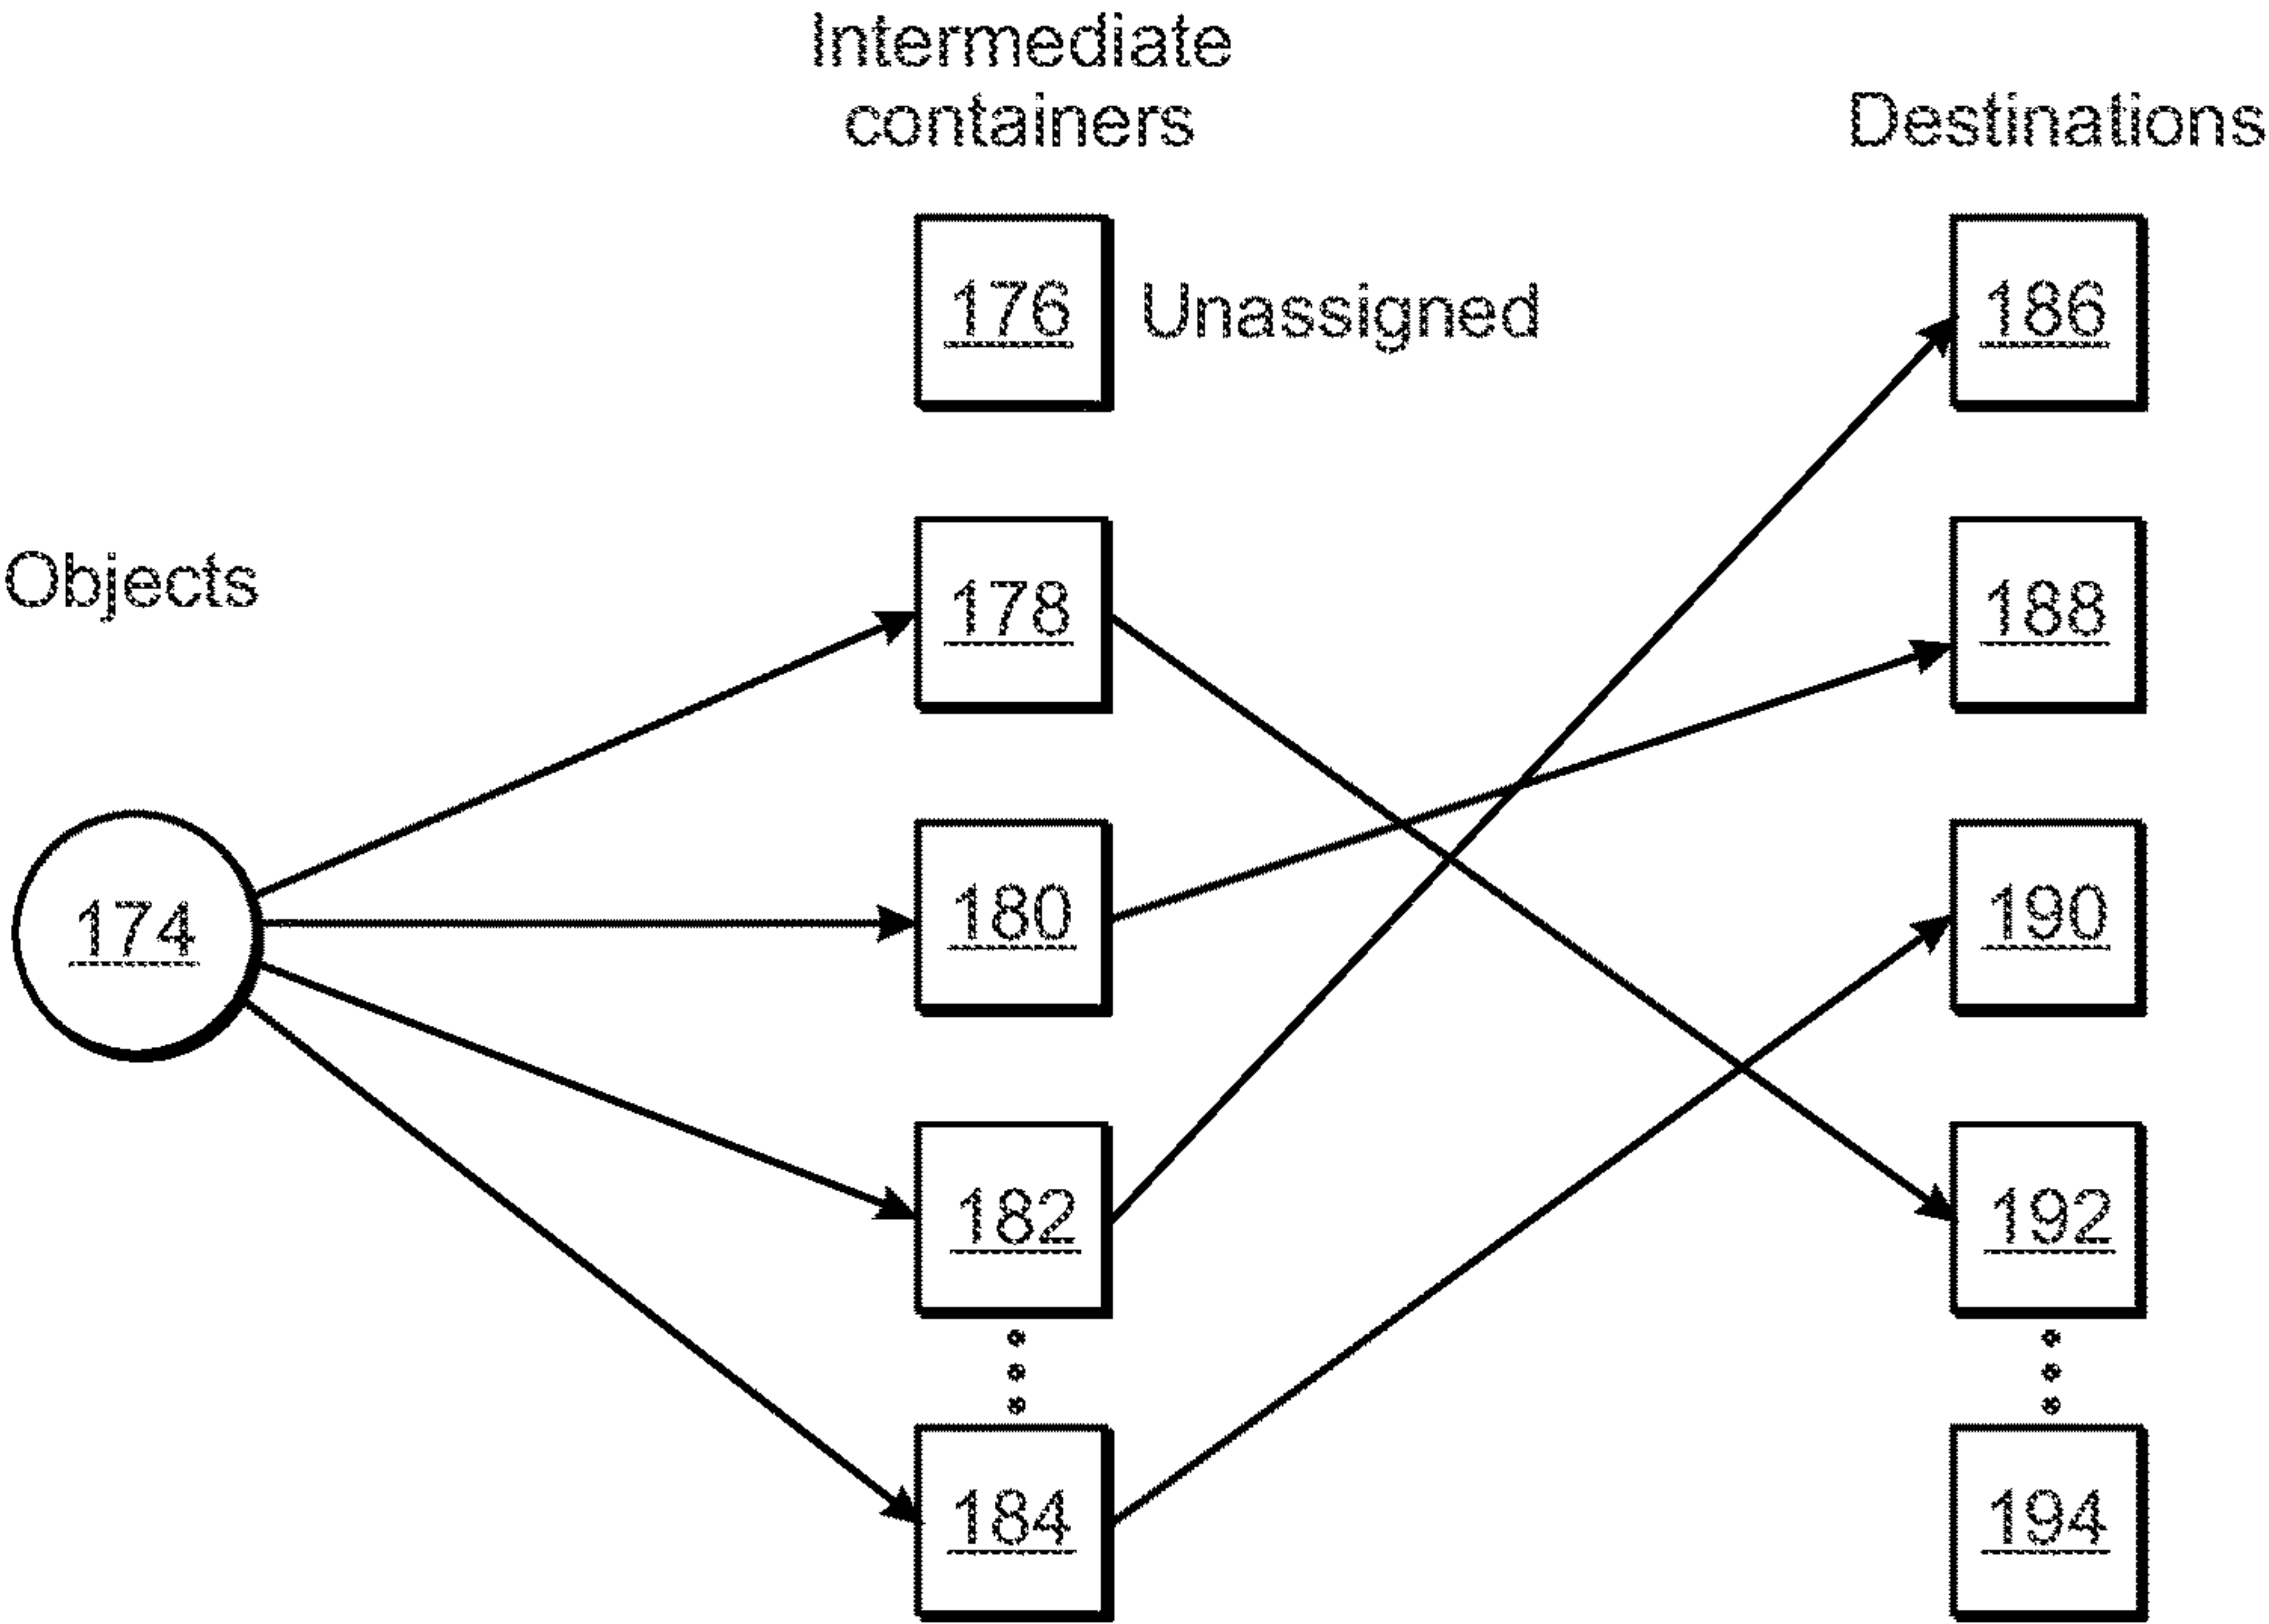 Intermediate
containers
Destinations
176 Unassigned
186
Objects
178
188
174
180
190
182
192
184
194